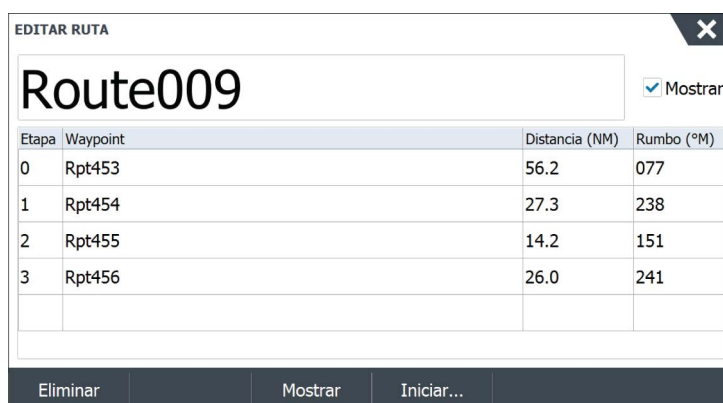 EDITAR RUTA
Route009
Mostrar
Etapa Waypoint Distancia (NM) Rumbo (°M)
0 Rpt453 56.2 077
1 Rpt454 27.3 238
2 Rpt455 14.2 151
3 Rpt456 26.0 241
Eliminar Mostrar Iniciar...